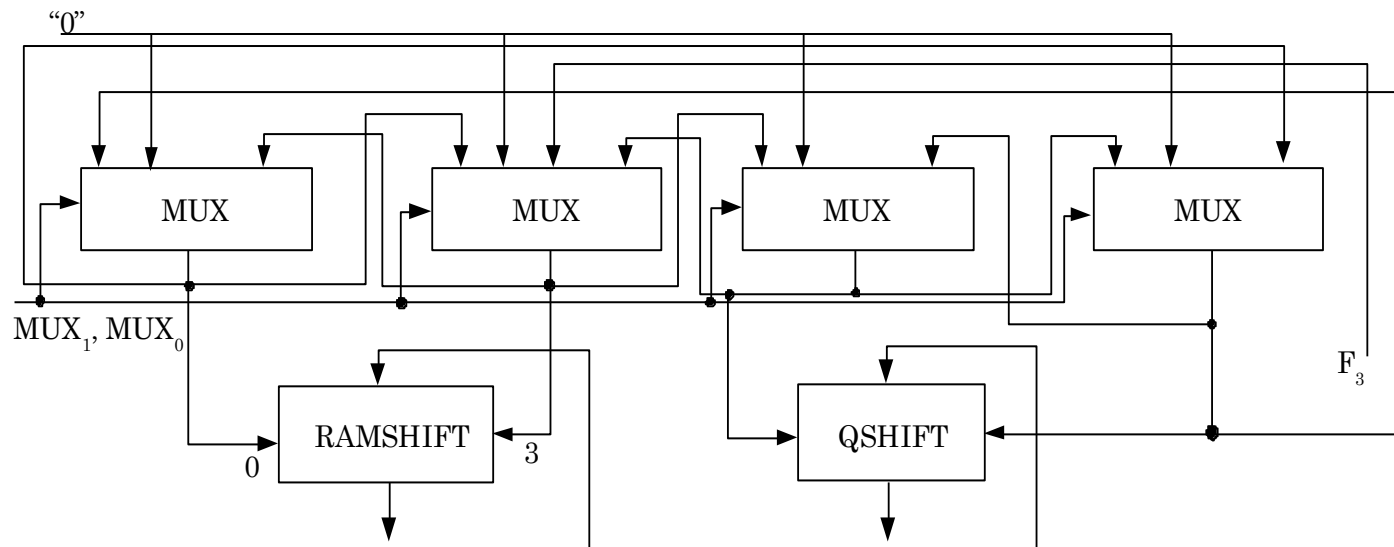 “0”
MUX MUX MUX MUX
MUX₁, MUX₀
F₃
RAMSHIFT QSHIFT
0 3